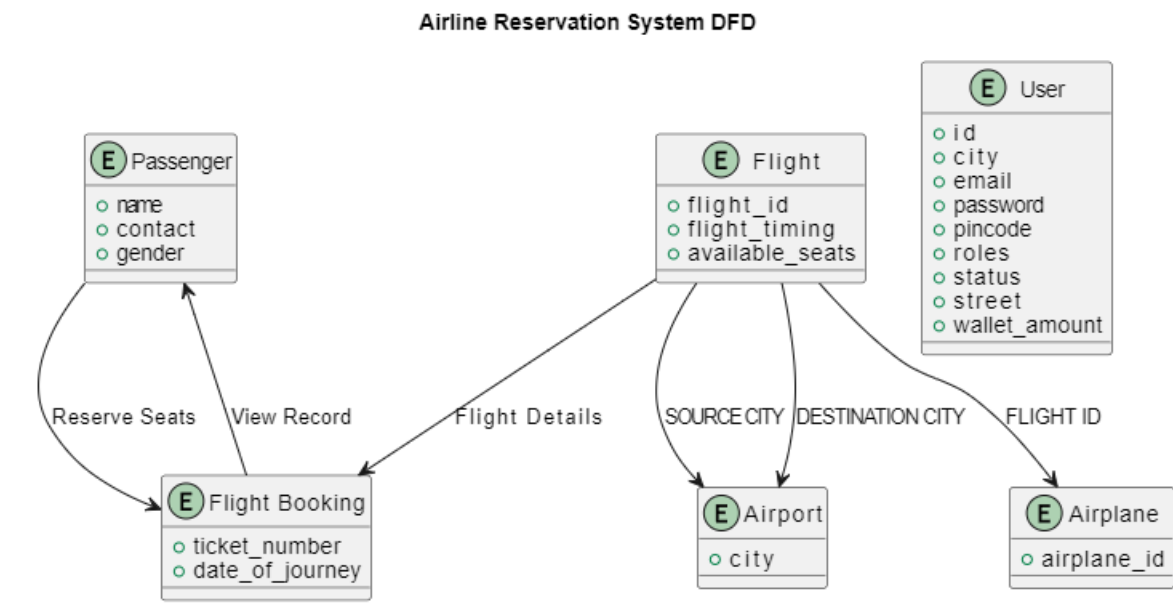 Airline Reservation System DFD
E User
id
city
email
password
pincode
roles
status
street
wallet_amount
E Passenger
name
contact
gender
E Flight
flight_id
flight_timing
available_seats
Reserve Seats
View Record
Flight Details
SOURCE CITY
DESTINATION CITY
FLIGHT ID
E Flight Booking
ticket_number
date_of_journey
E Airport
city
E Airplane
airplane_id